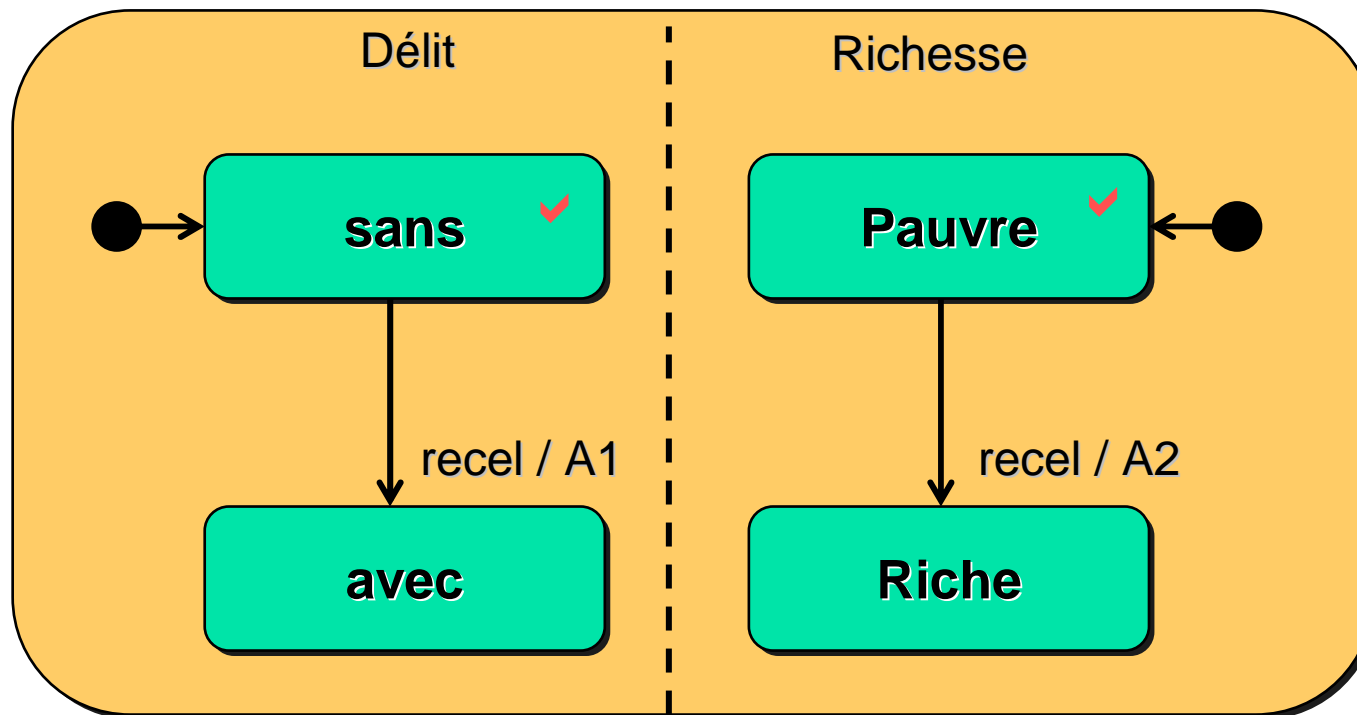 Délit
Richesse
sans
Pauvre
recel / A1
recel / A2
avec
Riche